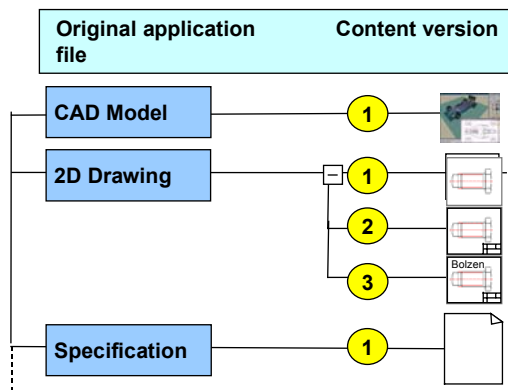 Original application file Content version
CAD Model 1
2D Drawing 1
2
Bolzen
3
Specification 1